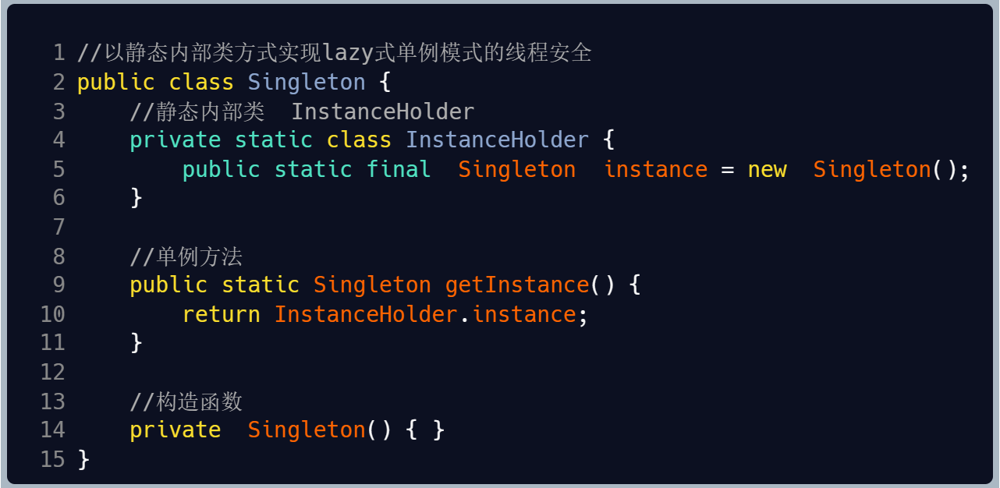 1 //以静态内部类方式实现lazy式单例模式的线程安全
2 public class Singleton {
3     //静态内部类  InstanceHolder
4     private static class InstanceHolder {
5         public static final  Singleton  instance = new  Singleton();
6     }
7
8     //单例方法
9     public static Singleton getInstance() {
10         return InstanceHolder.instance;
11     }
12
13     //构造函数
14     private  Singleton() { }
15 }